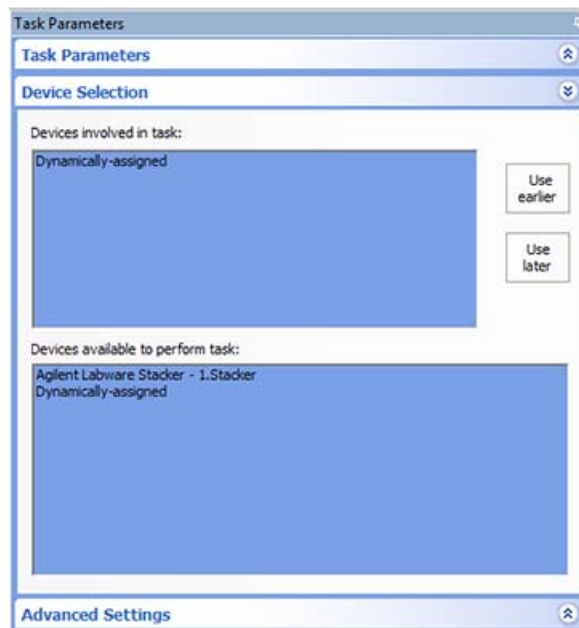 Task Parameters
Task Parameters
Device Selection
Devices involved in task:
Dynamically-assigned
Use
earlier
Use
later
Devices available to perform task:
Agilent Labware Stacker - 1.Stacker
Dynamically-assigned
Advanced Settings